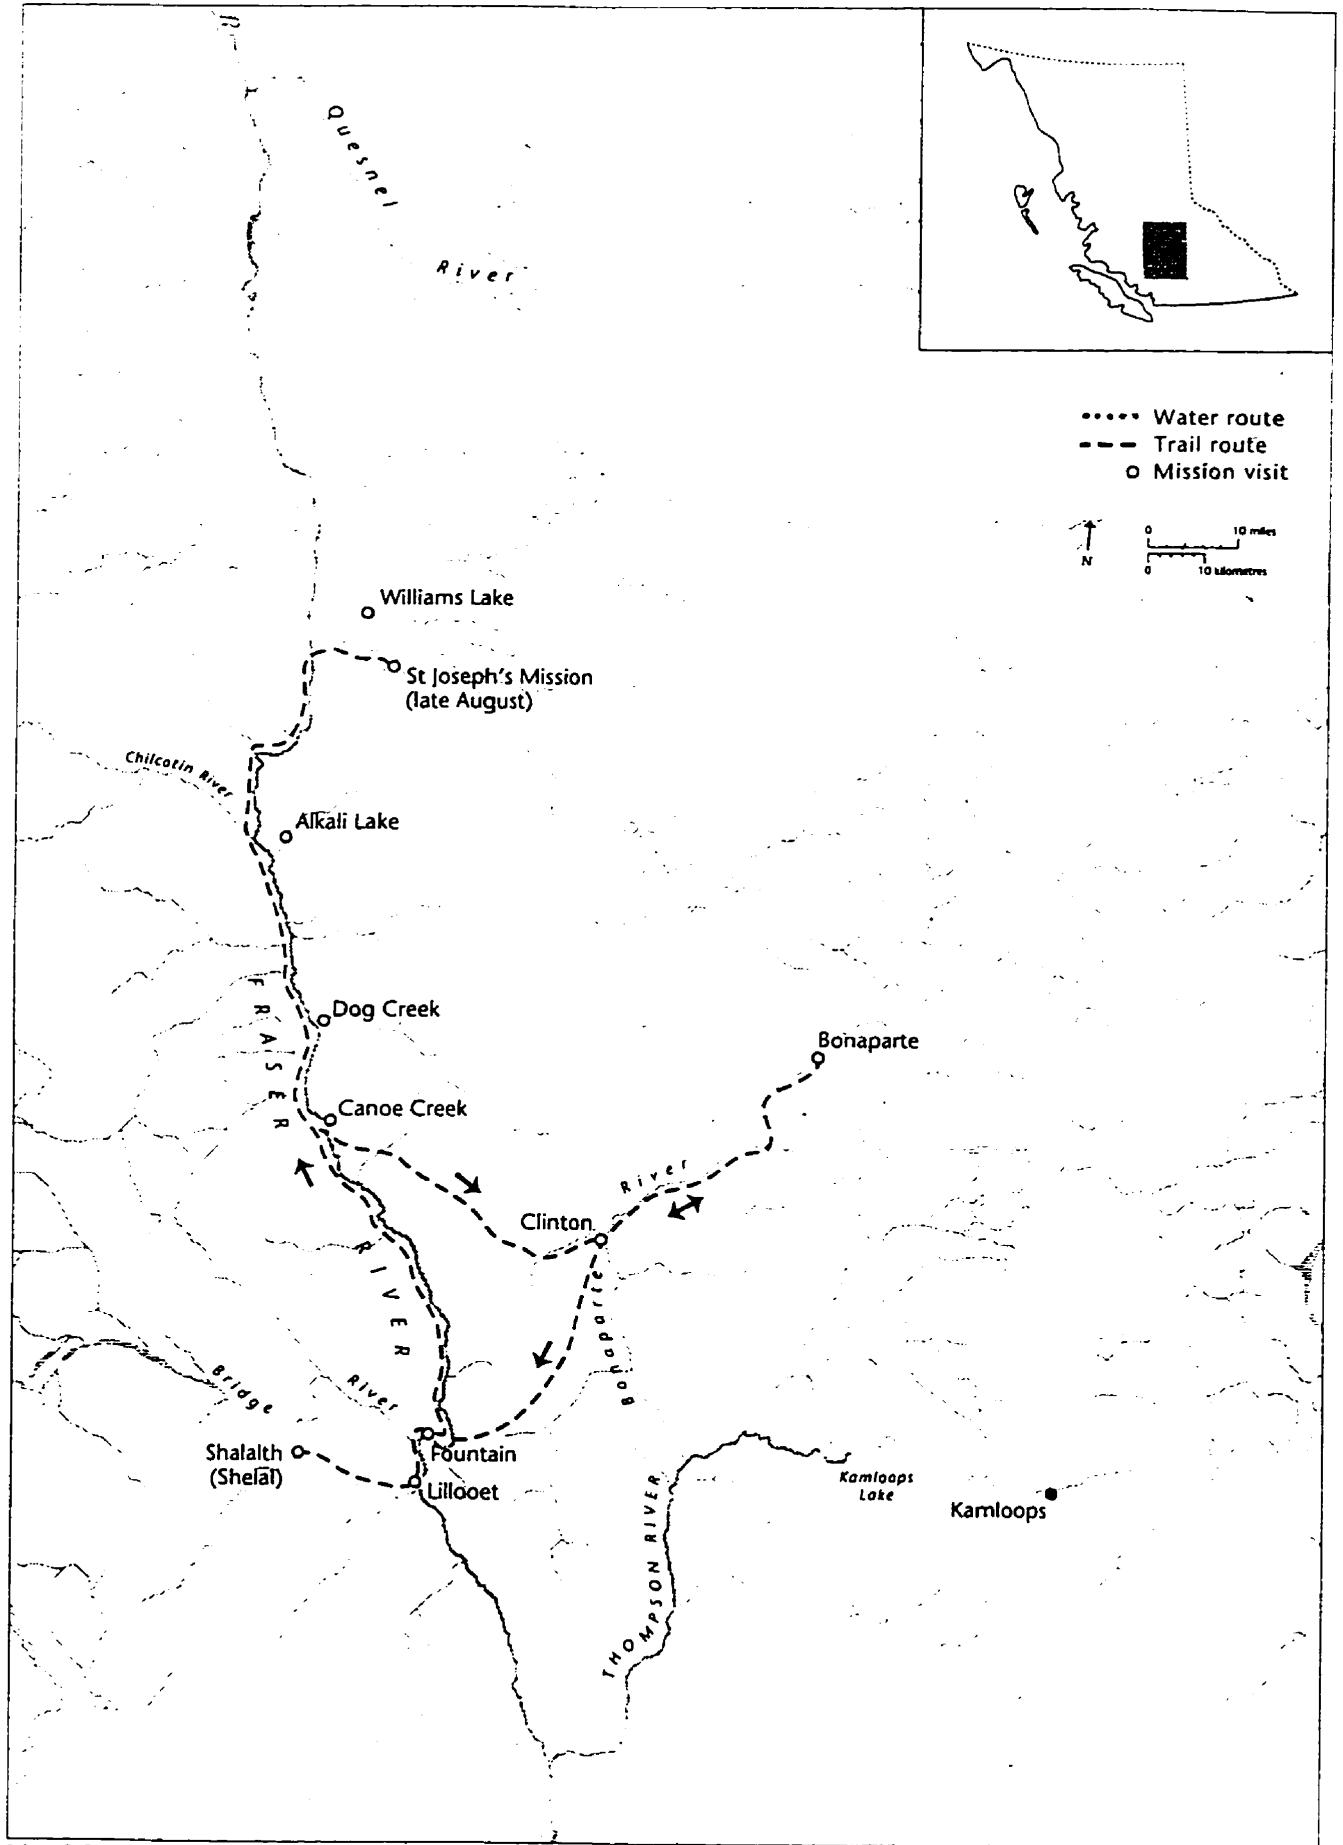 R
Quesnel
River
Water route
Trail route
Mission visit
N
0 10 miles
0 10 kilometres
Williams Lake
St Joseph's Mission
(late August)
Chilcotin River
Alkali Lake
FRASER
Dog Creek
Bonaparte
Canoe Creek
River
Clinton
RIVER
Bonaparte
Bridge
River
Fountain
Shalalth
(Shelal)
Lillooet
Kamloops
Lake
Kamloops
THOMPSON RIVER